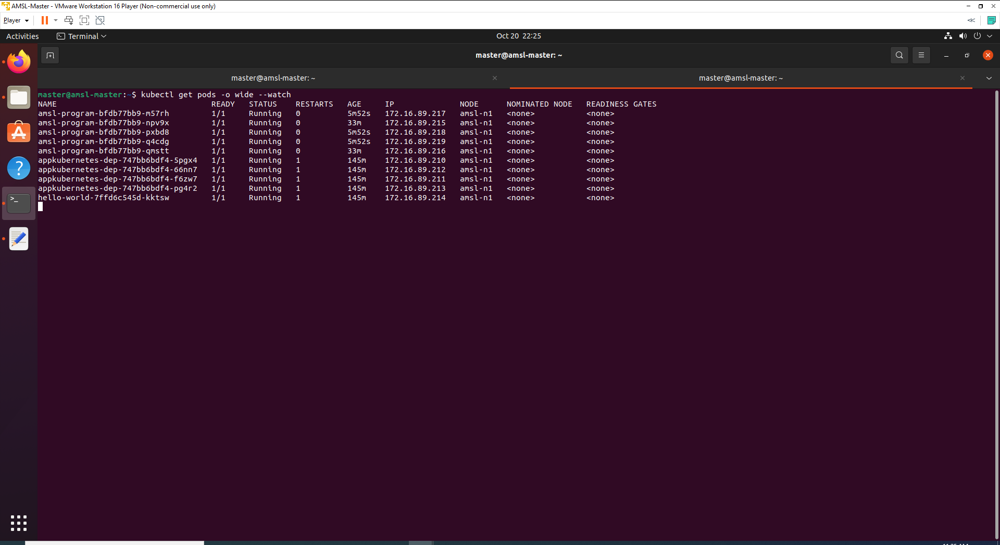 AMSL-Master - VMware Workstation 16 Player (Non-commercial use only)
Player
Activities Terminal Oct 20 22:25
master@amsl-master: ~
master@amsl-master: ~ master@amsl-master: ~
master@amsl-master:~$ kubectl get pods -o wide --watch
NAME READY STATUS RESTARTS AGE IP NODE NOMINATED NODE READINESS GATES
amsl-program-bfdb77bb9-m57rh 1/1 Running 0 5m52s 172.16.89.217 amsl-n1 <none> <none>
amsl-program-bfdb77bb9-npv9x 1/1 Running 0 33m 172.16.89.215 amsl-n1 <none> <none>
amsl-program-bfdb77bb9-pxbd8 1/1 Running 0 5m52s 172.16.89.218 amsl-n1 <none> <none>
amsl-program-bfdb77bb9-q4cdg 1/1 Running 0 5m52s 172.16.89.219 amsl-n1 <none> <none>
amsl-program-bfdb77bb9-qmstt 1/1 Running 0 33m 172.16.89.216 amsl-n1 <none> <none>
appkubernetes-dep-747bb6bdf4-5pgx4 1/1 Running 1 145m 172.16.89.210 amsl-n1 <none> <none>
appkubernetes-dep-747bb6bdf4-66nn7 1/1 Running 1 145m 172.16.89.212 amsl-n1 <none> <none>
appkubernetes-dep-747bb6bdf4-f6zw7 1/1 Running 1 145m 172.16.89.211 amsl-n1 <none> <none>
appkubernetes-dep-747bb6bdf4-pg4r2 1/1 Running 1 145m 172.16.89.213 amsl-n1 <none> <none>
hello-world-7ffd6c545d-kktsw 1/1 Running 1 145m 172.16.89.214 amsl-n1 <none> <none>